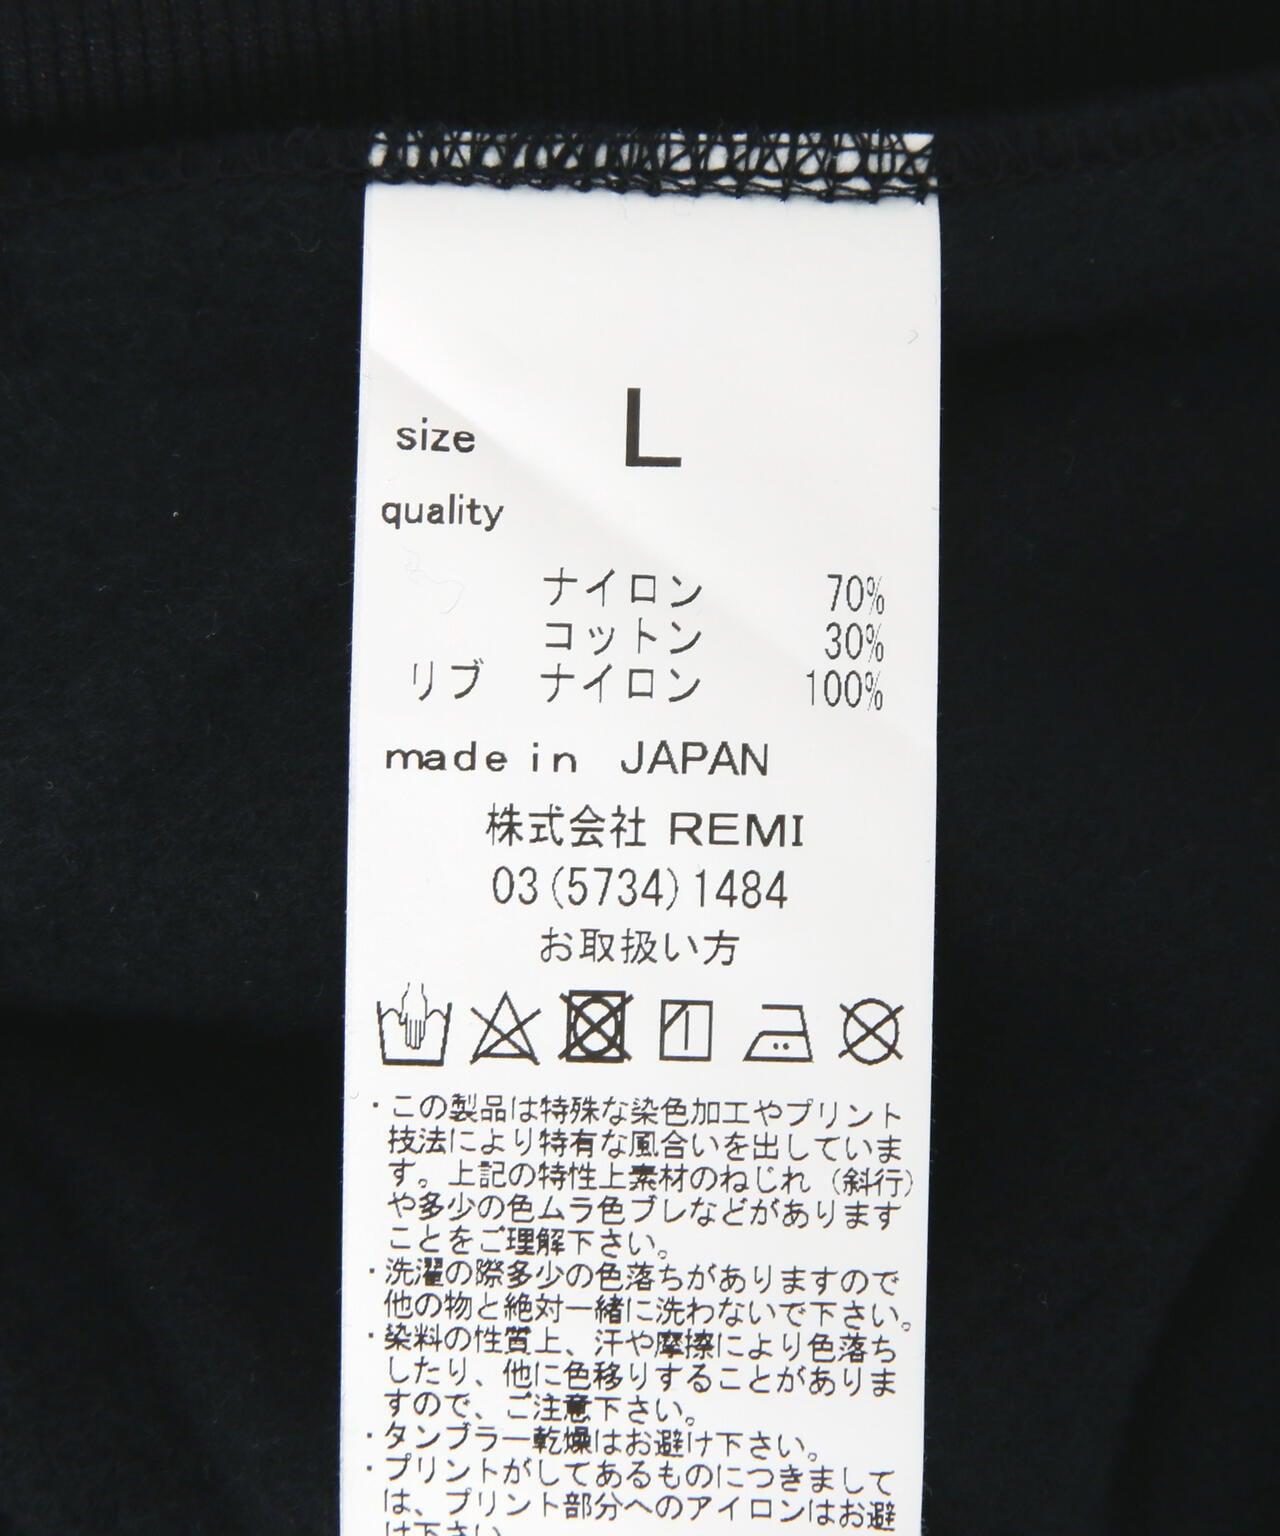 size L
quality
ナイロン 70%
コットン 30%
リブ ナイロン 100%
made in JAPAN
株式会社 REMI
03(5734)1484
お取扱い方
・この製品は特殊な染色加工やプリント
技法により特有な風合いを出していま
す。上記の特性上素材のねじれ(斜行)
や多少の色ムラ色ブレなどがあります
ことをご理解下さい。
・洗濯の際多少の色落ちがありますので
他の物と絶対一緒に洗わないで下さい。
・染料の性質上、汗や摩擦により色落ち
したり、他に色移りすることがありま
すので、ご注意下さい。
・タンブラー乾燥はお避け下さい。
・プリントがしてあるものにつきまして
は、プリント部分へのアイロンはお避
け下さい。